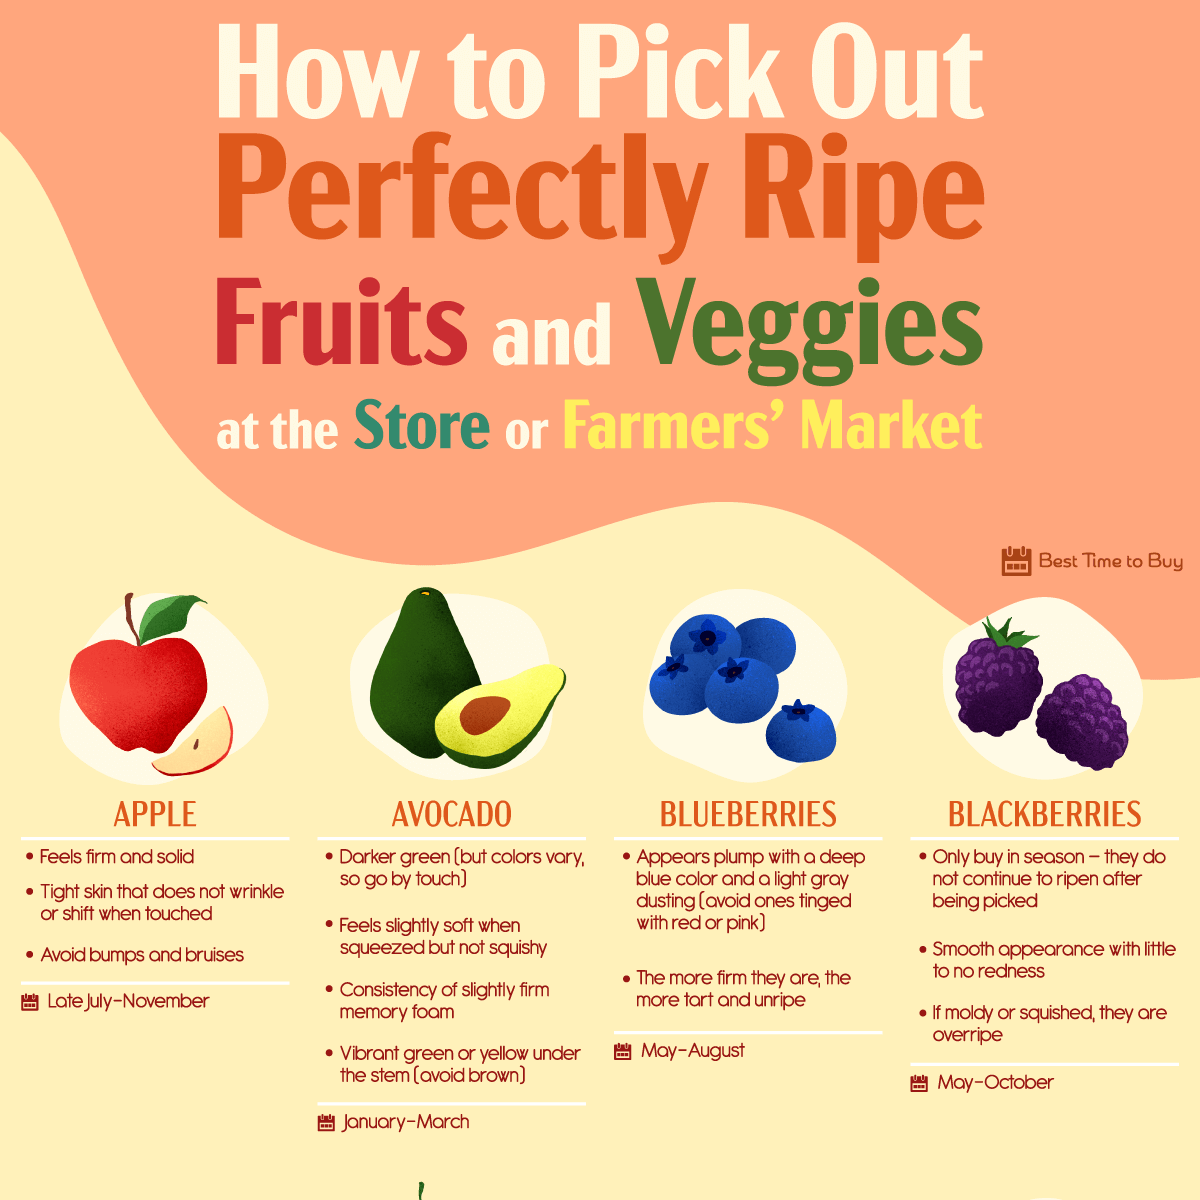 How to Pick Out
Perfectly Ripe
Fruits and Veggies
at the Store or Farmers’ Market
Best Time to Buy
APPLE
• Feels firm and solid
• Tight skin that does not wrinkle
or shift when touched
• Avoid bumps and bruises
Late July–November
AVOCADO
• Darker green (but colors vary,
so go by touch)
• Feels slightly soft when
squeezed but not squishy
• Consistency of slightly firm
memory foam
• Vibrant green or yellow under
the stem (avoid brown)
January–March
BLUEBERRIES
• Appears plump with a deep
blue color and a light gray
dusting (avoid ones tinged
with red or pink)
• The more firm they are, the
more tart and unripe
May–August
BLACKBERRIES
• Only buy in season – they do
not continue to ripen after
being picked
• Smooth appearance with little
to no redness
• If moldy or squished, they are
overripe
May–October